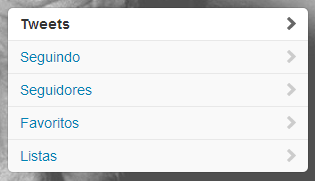 Tweets
Seguindo
Seguidores
Favoritos
Listas